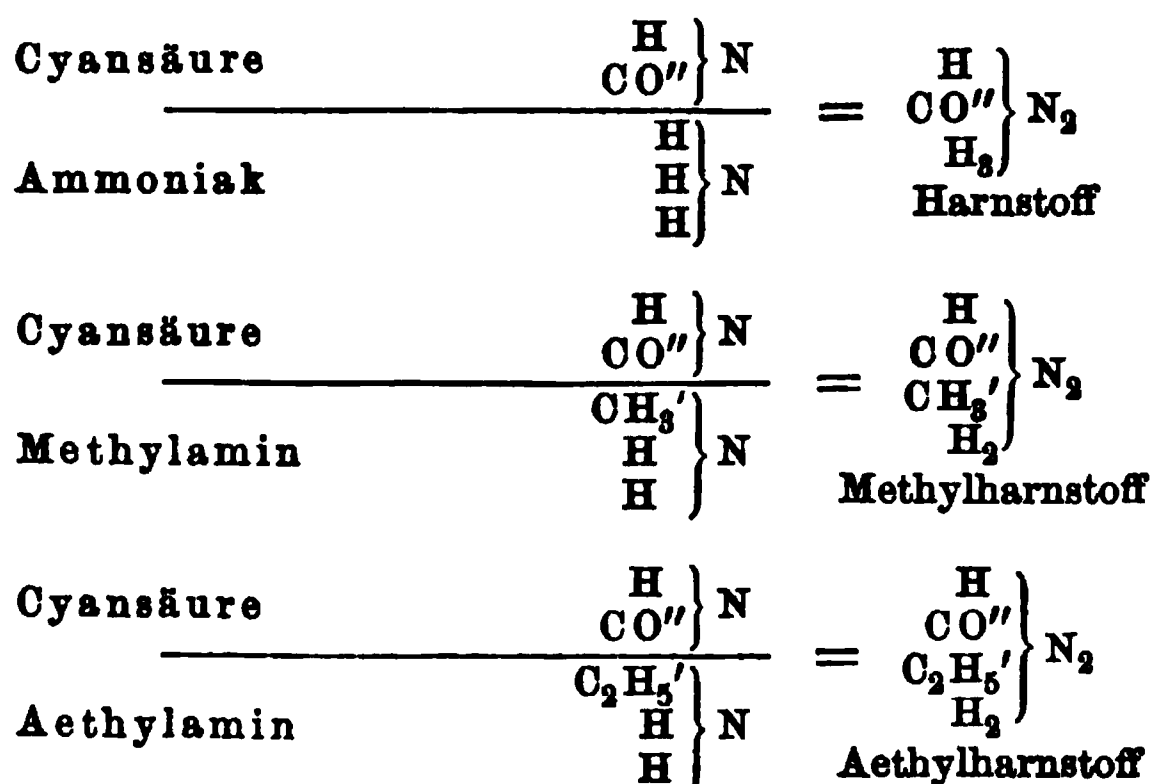 Cyansäure H
CO″ } N
= H
CO″
H₃ } N₂
Harnstoff
Ammoniak H
H
H } N
Cyansäure H
CO″ } N
= H
CO″
CH₃′
H₂ } N₂
Methylharnstoff
Methylamin CH₃′
H
H } N
Cyansäure H
CO″ } N
= H
CO″
C₂H₅′
H₂ } N₂
Aethylharnstoff
Aethylamin C₂H₅′
H
H } N